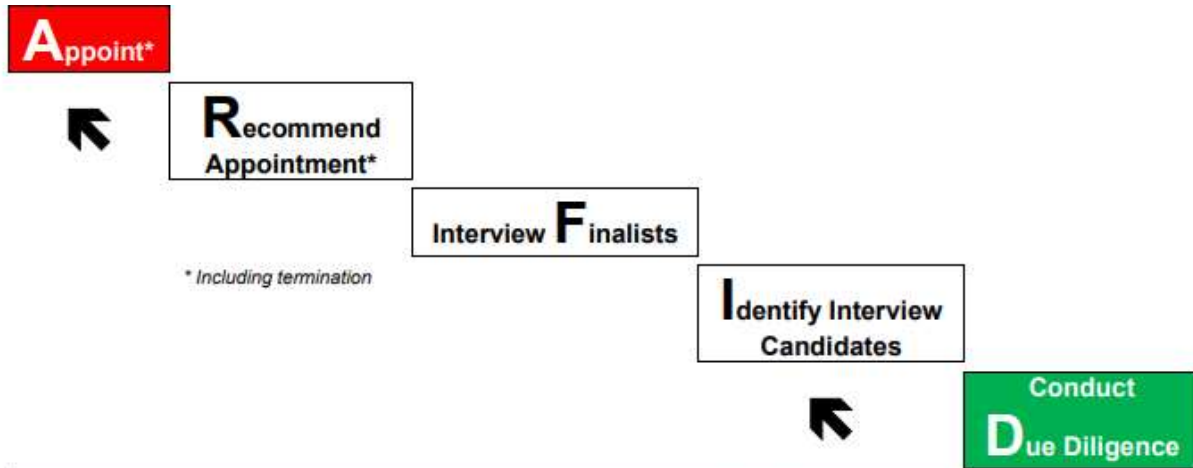 Appoint*
Recommend
Appointment*
Interview Finalists
* Including termination
Identify Interview
Candidates
Conduct
Due Diligence